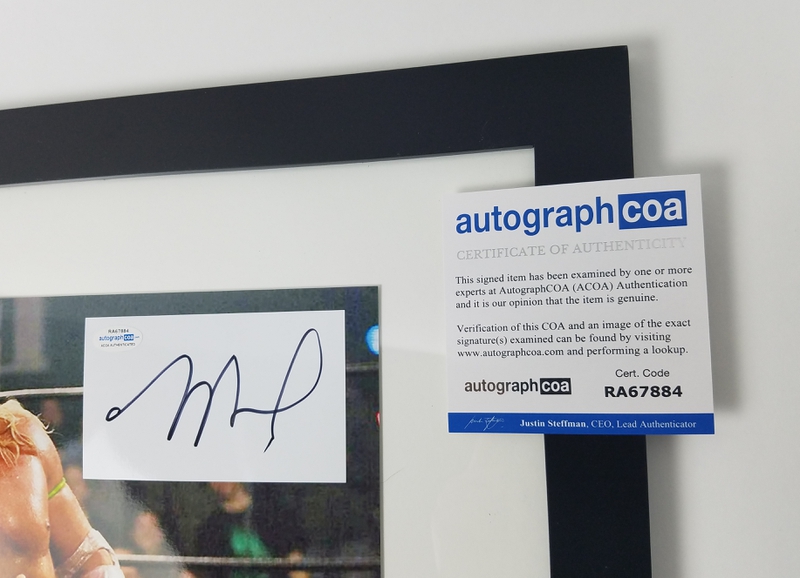 autographcoa
CERTIFICATE OF AUTHENTICITY
This signed item has been examined by one or more
experts at AutographCOA (ACOA) Authentication
and it is our opinion that the item is genuine.
Verification of this COA and an image of the exact
signature(s) examined can be found by visiting
www.autographcoa.com and performing a lookup.
autographcoa
Cert. Code
RA67884
Justin Steffman, CEO, Lead Authenticator
RA67884
autographcoa